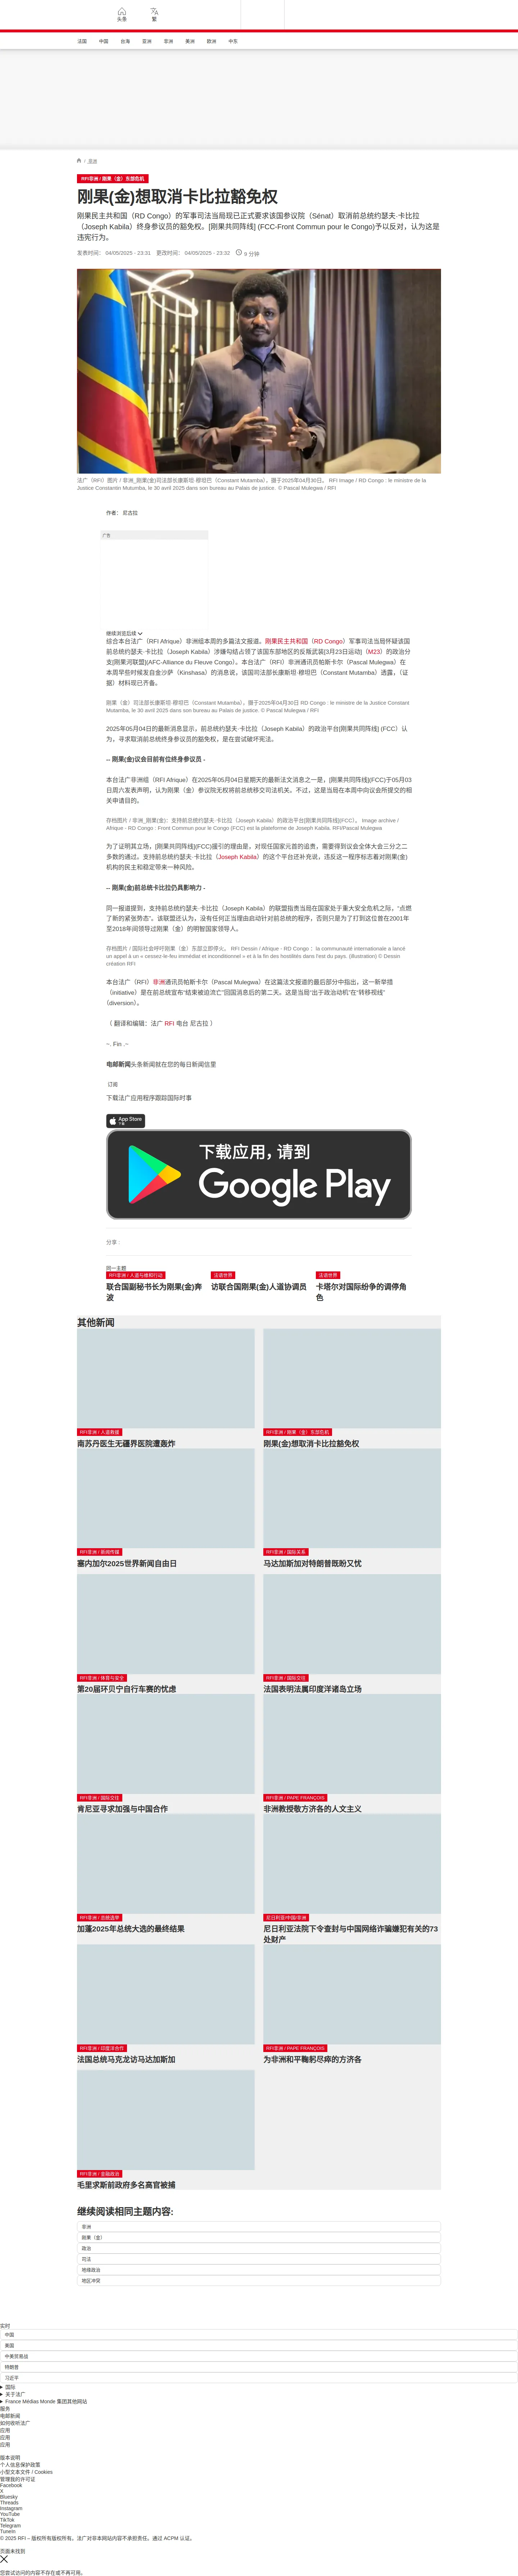 头条
繁
法国
中国
台海
亚洲
非洲
美洲
欧洲
中东
/ 非洲
RFI非洲 / 刚果（金）东部危机
刚果(金)想取消卡比拉豁免权
刚果民主共和国（RD Congo）的军事司法当局现已正式要求该国参议院（Sénat）取消前总统约瑟夫·卡比拉
（Joseph Kabila）终身参议员的豁免权。[刚果共同阵线] (FCC-Front Commun pour le Congo)予以反对，认为这是
违宪行为。
发表时间： 04/05/2025 - 23:31 更改时间： 04/05/2025 - 23:32 9 分钟
法广（RFI）图片 / 非洲_刚果(金)司法部长康斯坦·穆坦巴（Constant Mutamba）。摄于2025年04月30日。 RFI Image / RD Congo : le ministre de la
Justice Constantin Mutumba, le 30 avril 2025 dans son bureau au Palais de justice. © Pascal Mulegwa / RFI
作者： 尼古拉
广告
继续浏览后续
综合本台法广（RFI Afrique）非洲组本周的多篇法文报道。刚果民主共和国（RD Congo）军事司法当局怀疑该国
前总统约瑟夫·卡比拉（Joseph Kabila）涉嫌勾结占领了该国东部地区的反叛武装[3月23日运动]（M23）的政治分
支[刚果河联盟](AFC-Alliance du Fleuve Congo）。本台法广（RFI）非洲通讯员帕斯卡尔（Pascal Mulegwa）在
本周早些时候发自金沙萨（Kinshasa）的消息说，该国司法部长康斯坦·穆坦巴（Constant Mutamba）透露，（证
据）材料现已齐备。
刚果（金）司法部长康斯坦·穆坦巴（Constant Mutamba），摄于2025年04月30日 RD Congo : le ministre de la Justice Constant
Mutamba, le 30 avril 2025 dans son bureau au Palais de justice. © Pascal Mulegwa / RFI
2025年05月04日的最新消息显示，前总统约瑟夫·卡比拉（Joseph Kabila）的政治平台[刚果共同阵线] (FCC）认
为，寻求取消前总统终身参议员的豁免权，是在尝试破坏宪法。
-- 刚果(金)议会目前有位终身参议员 -
本台法广非洲组（RFI Afrique）在2025年05月04日星期天的最新法文消息之一是，[刚果共同阵线](FCC)于05月03
日周六发表声明，认为刚果（金）参议院无权将前总统移交司法机关。不过，这是当局在本周中向议会所提交的相
关申请目的。
存档图片 / 华洲_刚果(金)：支持前总统约瑟夫·卡比拉（Joseph Kabila）的政治平台[刚果共同阵线](FCC）。 Image archive /
Afrique - RD Congo : Front Commun pour le Congo (FCC) est la plateforme de Joseph Kabila. RFI/Pascal Mulegwa
为了证明其立场，[刚果共同阵线](FCC)援引的理由是，对现任国家元首的追责，需要得到议会全体大会三分之二
多数的通过。支持前总统约瑟夫·卡比拉（Joseph Kabila）的这个平台还补充说，违反这一程序标志着对刚果(金)
机构的民主和稳定带来一种风险。
-- 刚果(金)前总统卡比拉仍具影响力 -
同一报道提到，支持前总统约瑟夫·卡比拉（Joseph Kabila）的联盟指责当局在国家处于重大安全危机之际，“点燃
了新的紧张势态”。该联盟还认为，没有任何正当理由启动针对前总统的程序，否则只是为了打到这位曾在2001年
至2018年间领导过刚果（金）的明智国家领导人。
存档图片 / 国际社会呼吁刚果（金）东部立即停火。 RFI Dessin / Afrique - RD Congo ：la communauté internationale a lancé
un appel à un « cessez-le-feu immédiat et inconditionnel » et à la fin des hostilités dans l'est du pays. (illustration) © Dessin
création RFI
本台法广（RFI）非洲通讯员帕斯卡尔（Pascal Mulegwa）在这篇法文报道的最后部分中指出，这一新举措
（initiative）是在前总统宣布“结束被迫流亡”回国消息后的第二天。这是当局“出于政治动机”在“转移视线”
（diversion）。
（ 翻译和编辑：法广 RFI 电台 尼古拉 ）
~. Fin .~
电邮新闻头条新闻就在您的每日新闻信里
订阅
下载法广应用程序跟踪国际时事
App Store
下载
下载应用，请到
Google Play
分享 :
同一主题
RFI非洲 / 人道与维和行动
联合国副秘书长为刚果(金)奔
波
法语世界
访联合国刚果(金)人道协调员
法语世界
卡塔尔对国际纷争的调停角
色
其他新闻
RFI非洲 / 人道救援
南苏丹医生无疆界医院遭轰炸
RFI非洲 / 刚果（金）东部危机
刚果(金)想取消卡比拉豁免权
RFI非洲 / 新闻传媒
塞内加尔2025世界新闻自由日
RFI非洲 / 国际关系
马达加斯加对特朗普既盼又忧
RFI非洲 / 体育与安全
第20届环贝宁自行车赛的忧虑
RFI非洲 / 国际交往
法国表明法属印度洋诸岛立场
RFI非洲 / 国际交往
肯尼亚寻求加强与中国合作
RFI非洲 / PAPE FRANÇOIS
非洲教授敬方济各的人文主义
RFI非洲 / 总统选举
加蓬2025年总统大选的最终结果
尼日利亚/中国/非洲
尼日利亚法院下令查封与中国网络诈骗嫌犯有关的73
处财产
RFI非洲 / 印度洋合作
法国总统马克龙访马达加斯加
RFI非洲 / PAPE FRANÇOIS
为非洲和平鞠躬尽瘁的方济各
RFI非洲 / 金融政治
毛里求斯前政府多名高官被捕
继续阅读相同主题内容:
非洲
刚果（金）
政治
司法
地缘政治
地区冲突
实时
中国
美国
中美贸易战
特朗普
习近平
国际
关于法广
France Médias Monde 集团其他网站
服务
电邮新闻
如何收听法广
应用
应用
应用
版本说明
个人信息保护政策
小型文本文件 / Cookies
管理我的许可证
Facebook
X
Bluesky
Threads
Instagram
YouTube
TikTok
Telegram
TuneIn
© 2025 RFI – 版权所有版权所有。法广对非本网站内容不承担责任。通过 ACPM 认证。
页面未找到
您尝试访问的内容不存在或不再可用。